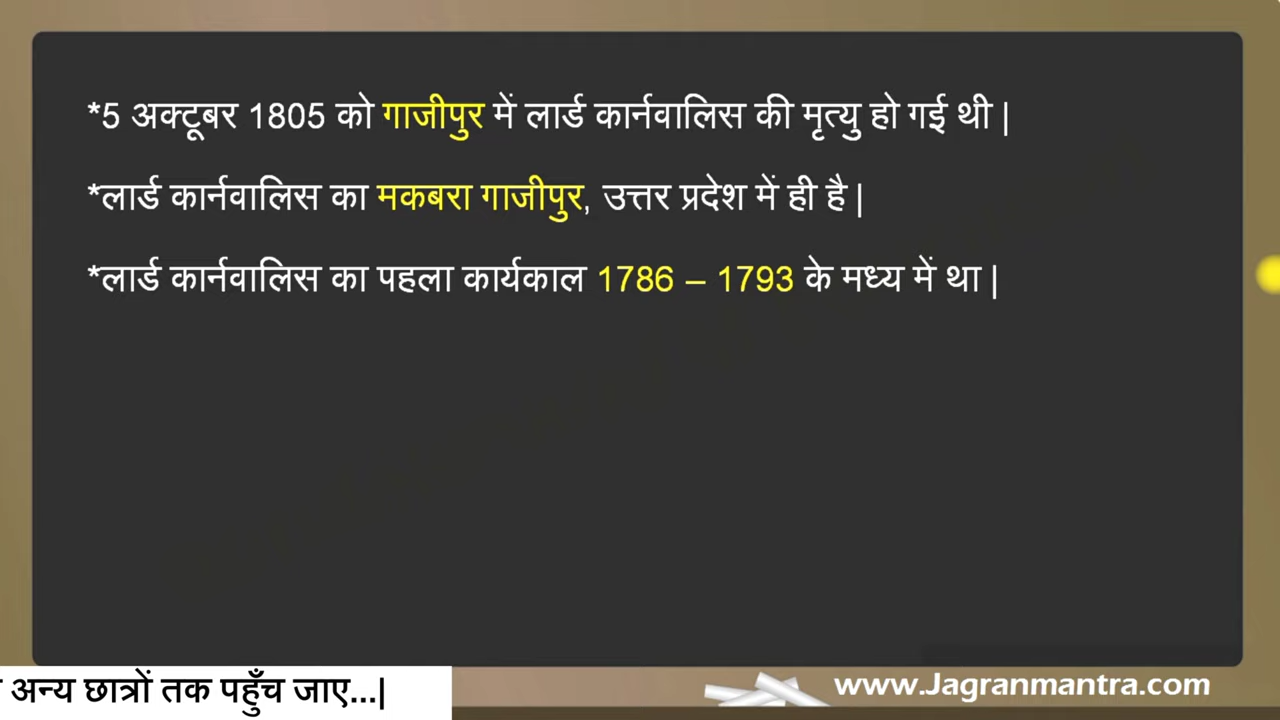 *5 अक्टूबर 1805 को गाजीपुर में लार्ड कार्नवालिस की मृत्यु हो गई थी |
*लार्ड कार्नवालिस का मकबरा गाजीपुर, उत्तर प्रदेश में ही है |
*लार्ड कार्नवालिस का पहला कार्यकाल 1786 – 1793 के मध्य में था |
अन्य छात्रों तक पहुँच जाए...|
www.Jagranmantra.com